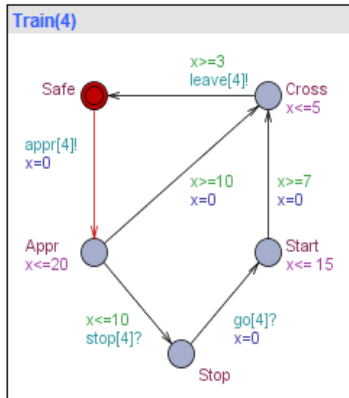 Train(4)
x>=3
leave[4]!
Safe
Cross
x<=5
appr[4]!
x=0
x>=10
x=0
x>=7
x=0
Appr
x<=20
Start
x<= 15
x<=10
stop[4]?
go[4]?
x=0
Stop